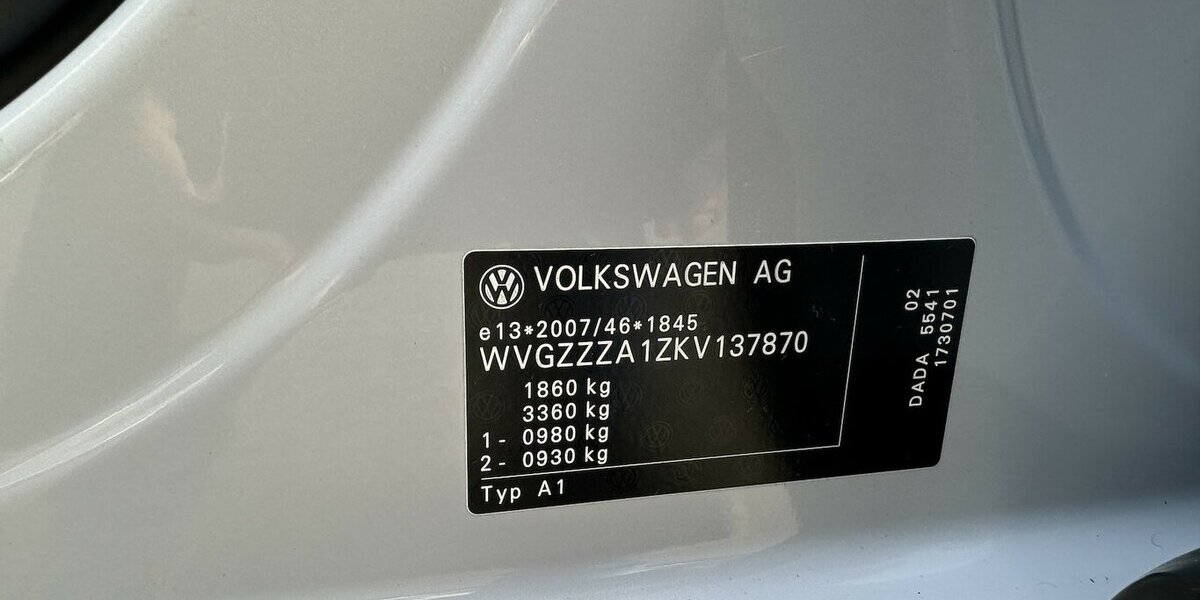 VOLKSWAGEN AG
e13*2007/46*1845
WVGZZZA1ZKV137870
1860 kg
3360 kg
1- 0980 kg
2- 0930 kg
Typ A1
02
DADA 5541
1730701